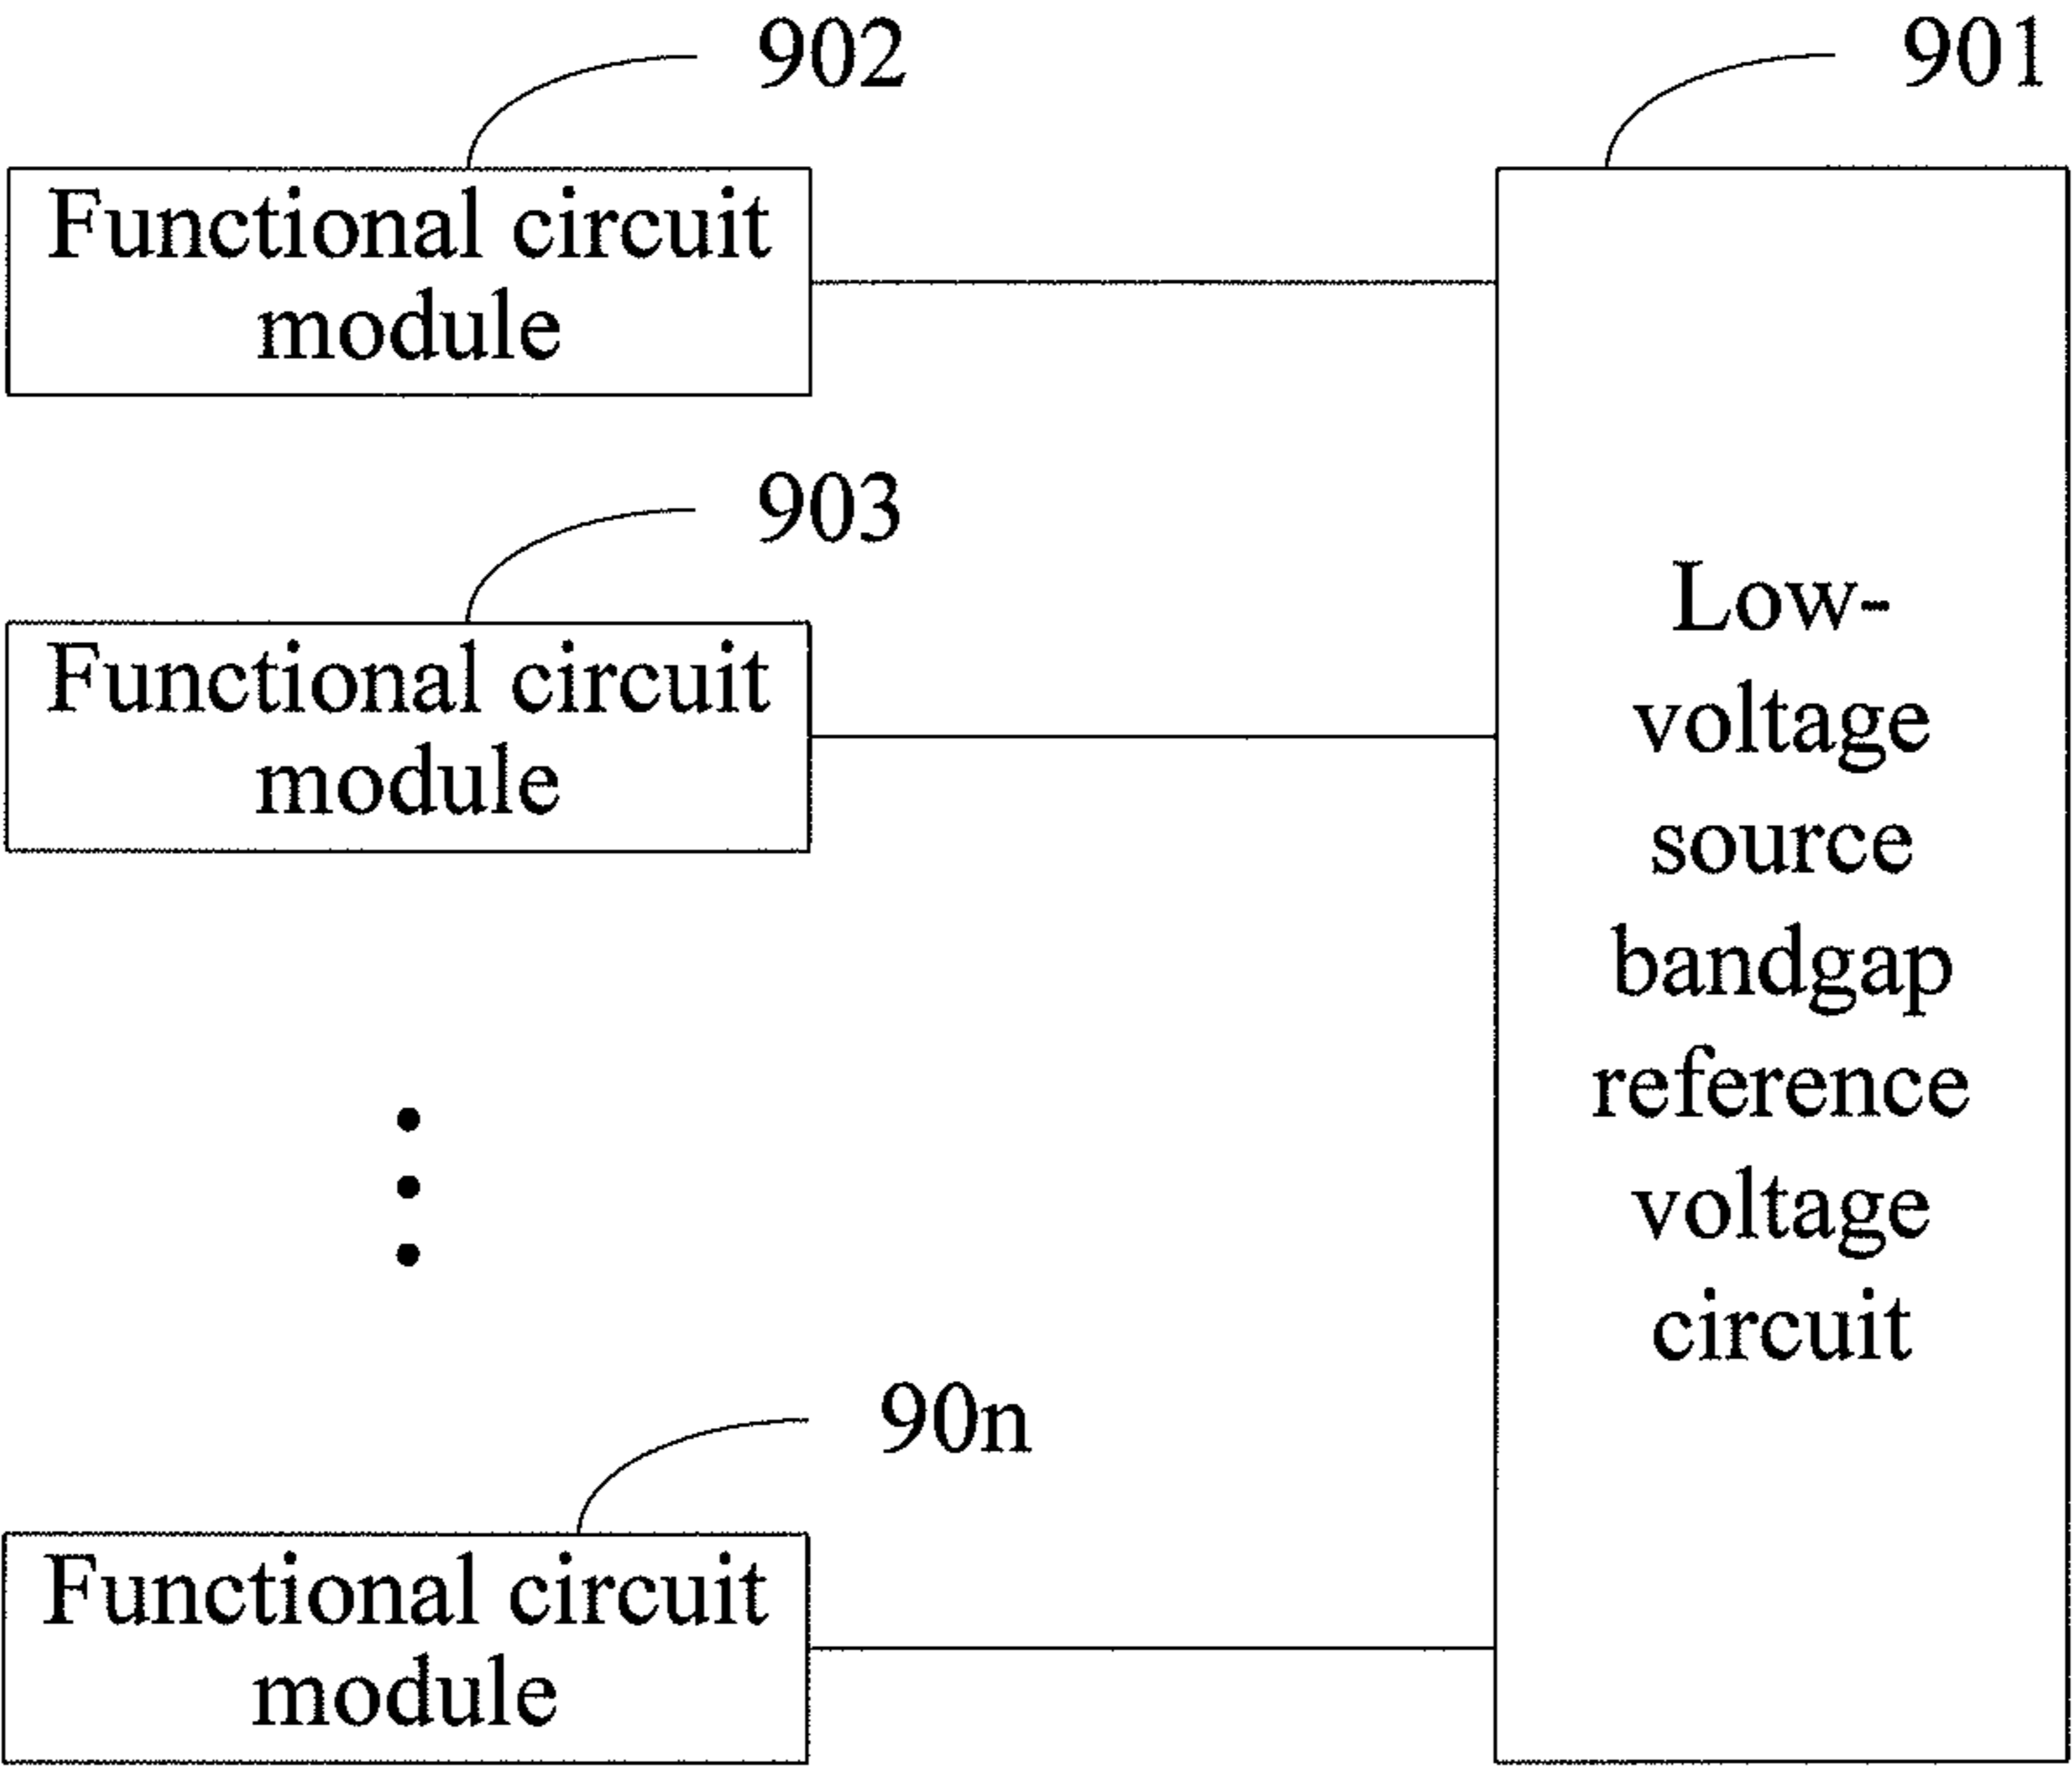 902
901
Functional circuit
module
903
Functional circuit
module
Low-
voltage
source
bandgap
reference
voltage
circuit
90n
Functional circuit
module